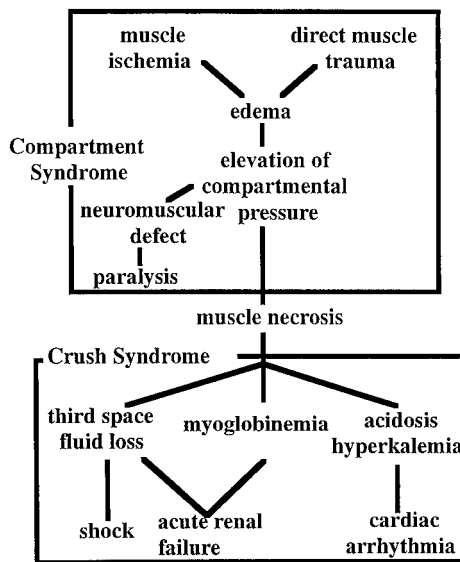 muscle
ischemia
direct muscle
trauma
edema
Compartment
Syndrome
elevation of
compartmental
pressure
neuromuscular
defect
paralysis
muscle necrosis
Crush Syndrome
third space
fluid loss
myoglobinemia
acidosis
hyperkalemia
shock
acute renal
failure
cardiac
arrhythmia